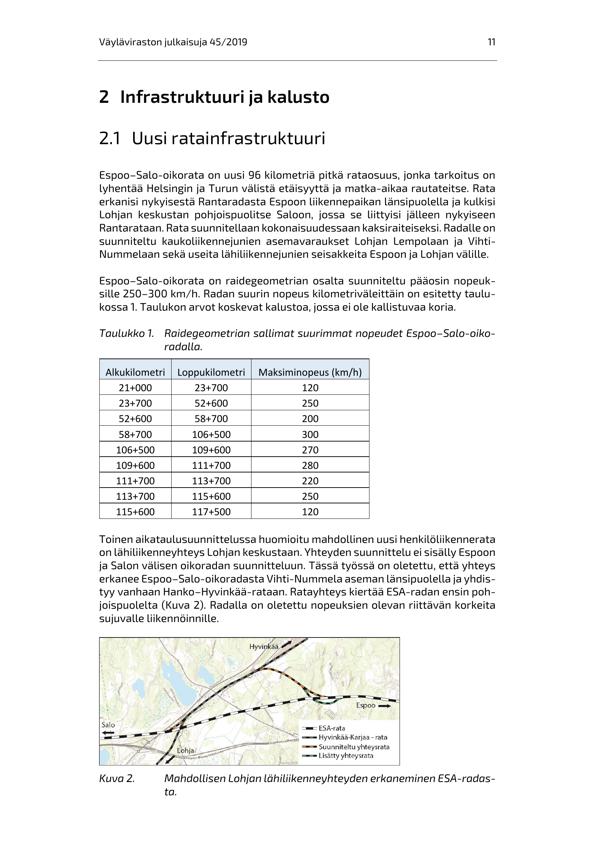 Väyläviraston julkaisuja 45/2019 11
2 Infrastruktuuri ja kalusto
2.1 Uusi ratainfrastruktuuri
Espoo–Salo-oikorata on uusi 96 kilometriä pitkä rataosuus, jonka tarkoitus on
lyhentää Helsingin ja Turun välistä etäisyyttä ja matka-aikaa rautateitse. Rata
erkanisi nykyisestä Rantaradasta Espoon liikennepaikan länsipuolella ja kulkisi
Lohjan keskustan pohjoispuolitse Saloon, jossa se liittyisi jälleen nykyiseen
Rantarataan. Rata suunnitellaan kokonaisuudessaan kaksiraiteiseksi. Radalle on
suunniteltu kaukoliikennejunien asemavaraukset Lohjan Lempolaan ja Vihti-
Nummelaan sekä useita lähiliikennejunien seisakkeita Espoon ja Lohjan välille.
Espoo–Salo-oikorata on raidegeometrian osalta suunniteltu pääosin nopeuk-
sille 250–300 km/h. Radan suurin nopeus kilometriväleittäin on esitetty taulu-
kossa 1. Taulukon arvot koskevat kalustoa, jossa ei ole kallistuvaa koria.
Taulukko 1. Raidegeometrian sallimat suurimmat nopeudet Espoo–Salo-oiko-
radalla.
Alkukilometri Loppukilometri Maksiminopeus (km/h)
21+000 23+700 120
23+700 52+600 250
52+600 58+700 200
58+700 106+500 300
106+500 109+600 270
109+600 111+700 280
111+700 113+700 220
113+700 115+600 250
115+600 117+500 120
Toinen aikataulusuunnittelussa huomioitu mahdollinen uusi henkilöliikennerata
on lähiliikenneyhteys Lohjan keskustaan. Yhteyden suunnittelu ei sisälly Espoon
ja Salon välisen oikoradan suunnitteluun. Tässä työssä on oletettu, että yhteys
erkanee Espoo–Salo-oikoradasta Vihti-Nummela aseman länsipuolella ja yhdis-
tyy vanhaan Hanko–Hyvinkää-rataan. Ratayhteys kiertää ESA-radan ensin poh-
joispuolelta (Kuva 2). Radalla on oletettu nopeuksien olevan riittävän korkeita
sujuvalle liikennöinnille.
Hyvinkää
Espoo
Salo
Lohja
ESA-rata
Hyvinkää-Karjaa - rata
Suunniteltu yhteysrata
Lisätty yhteysrata
Kuva 2. Mahdollisen Lohjan lähiliikenneyhteyden erkaneminen ESA-radas-
ta.